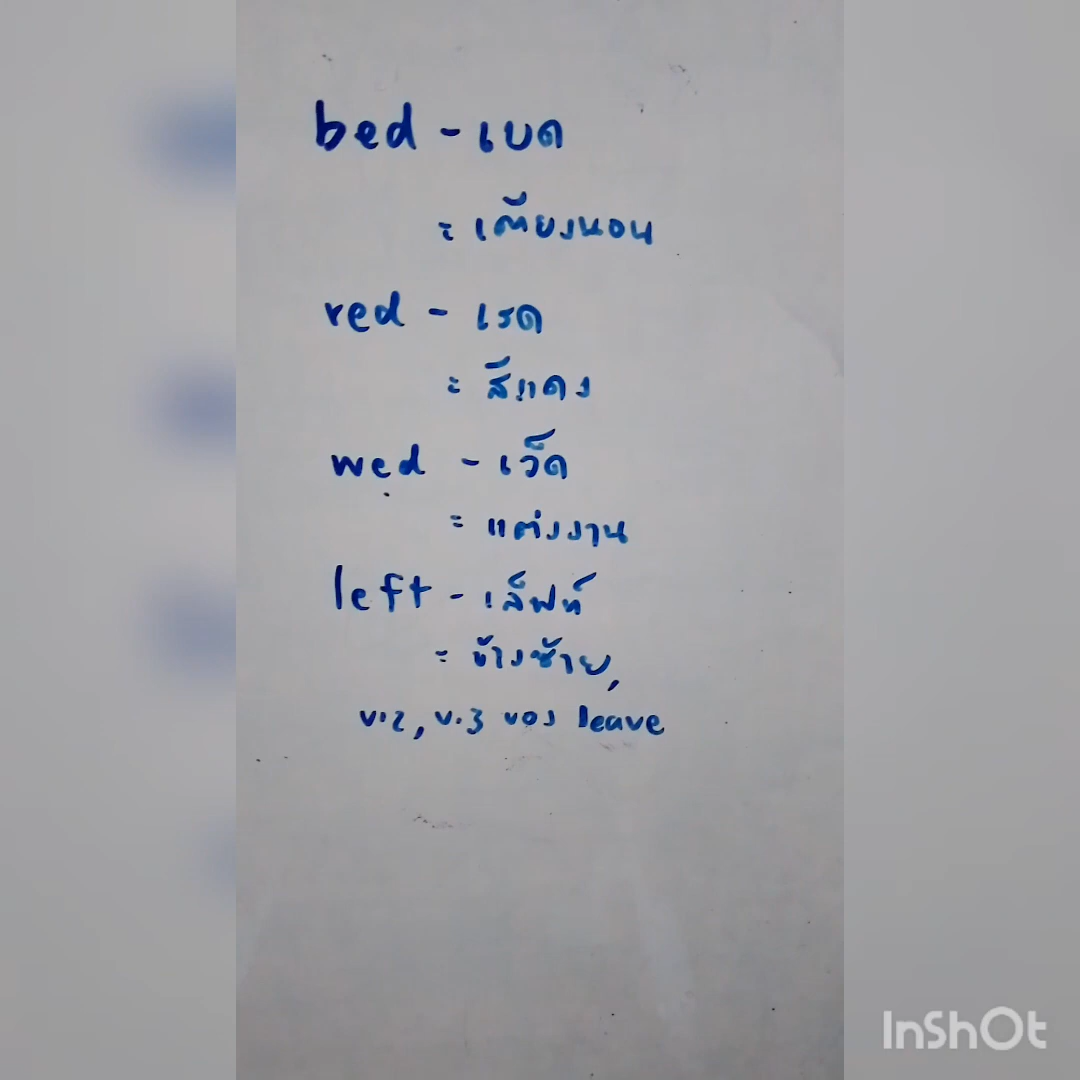 bed - เบด
= เตียงนอน
red - เรด
= สีแดง
wed - เว็ด
= แต่งงาน
left - เล็ฟท์
= ข้างซ้าย,
v.2, v.3 ของ leave
InShOt